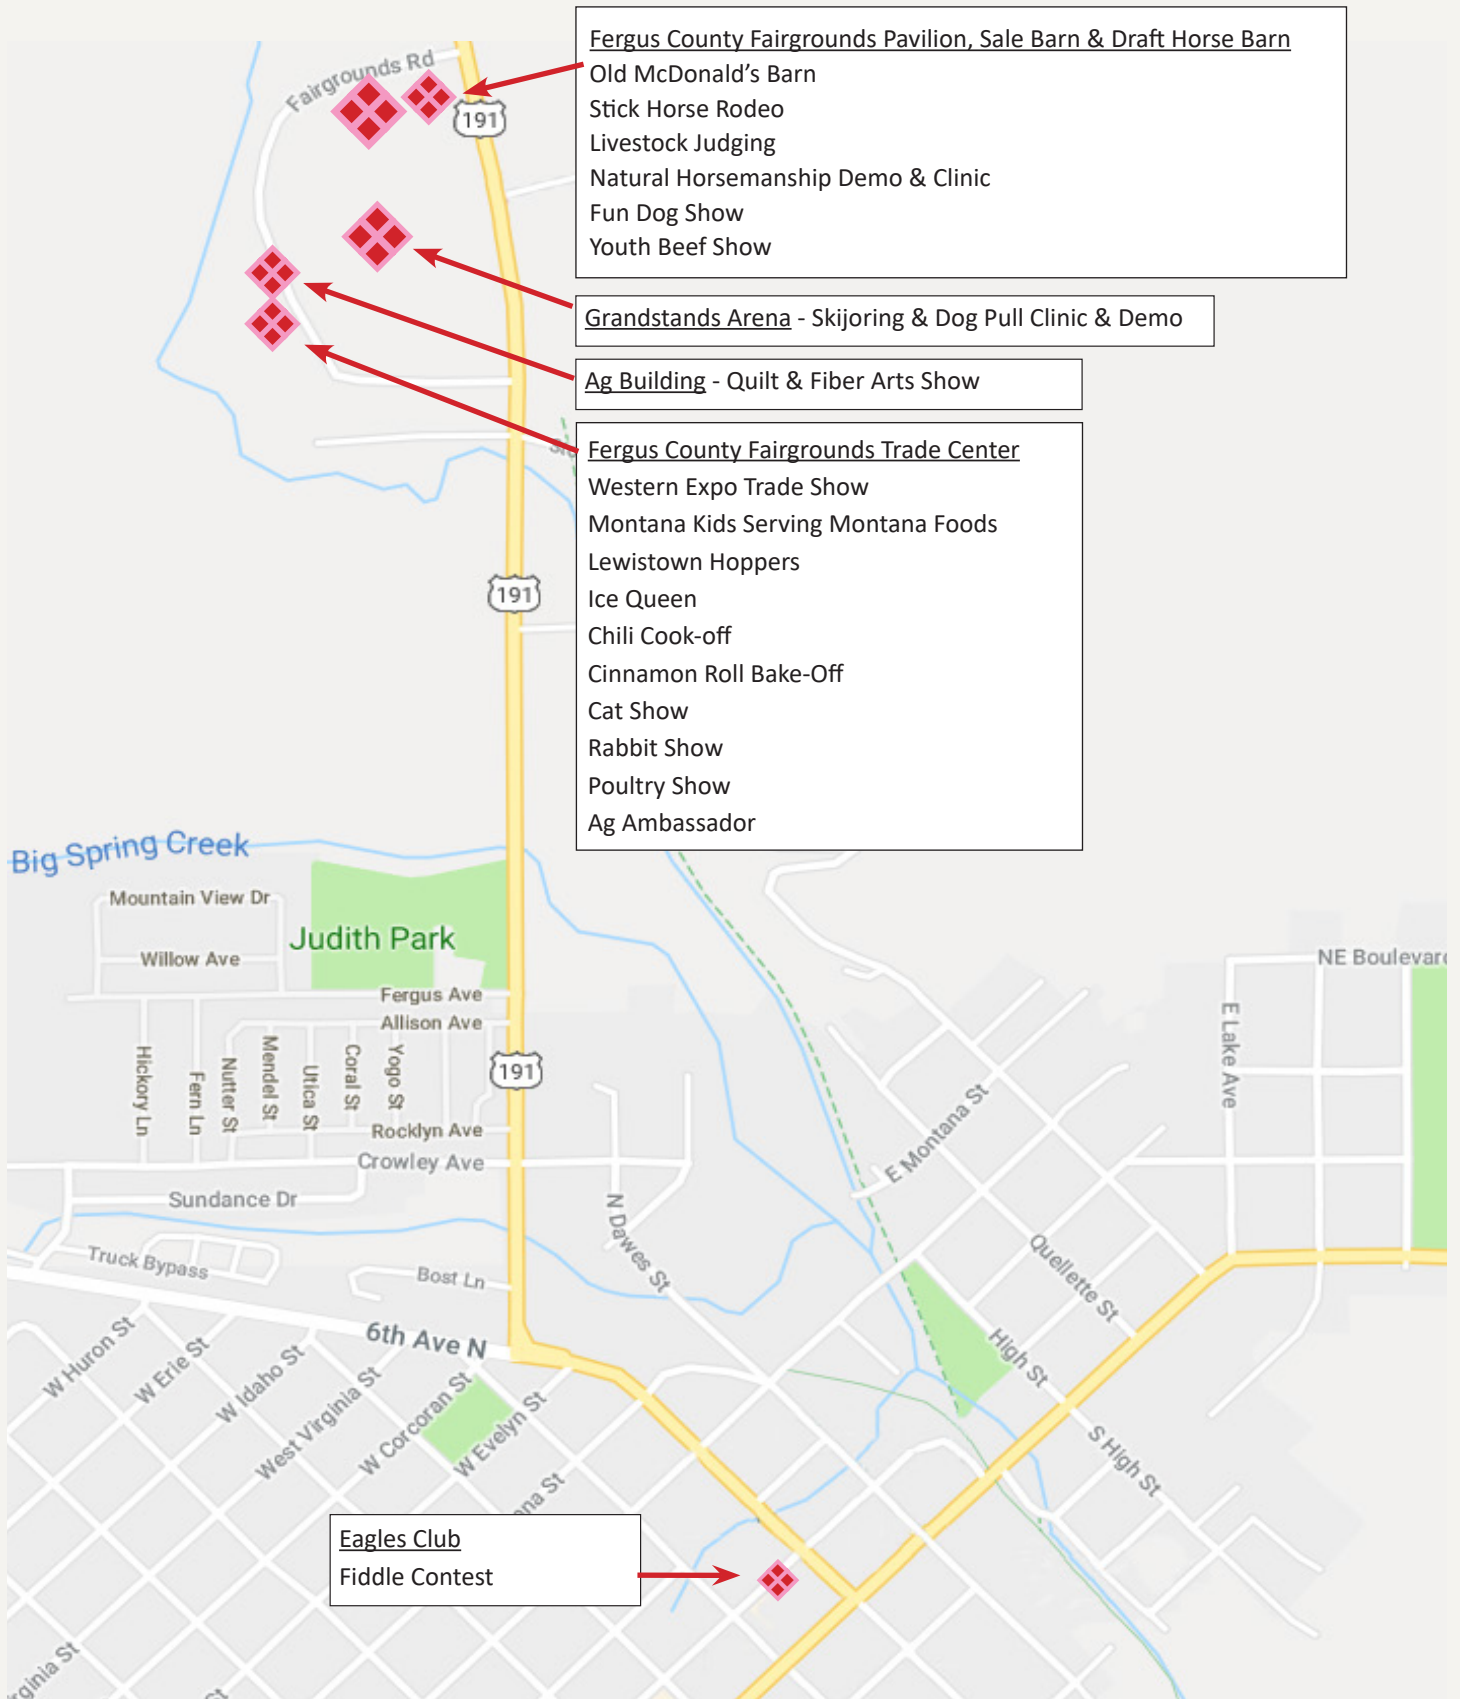 Fergus County Fairgrounds Pavilion, Sale Barn & Draft Horse Barn
Old McDonald's Barn
Stick Horse Rodeo
Livestock Judging
Natural Horsemanship Demo & Clinic
Fun Dog Show
Youth Beef Show
Fairgrounds Rd
191
Grandstands Arena - Skijoring & Dog Pull Clinic & Demo
Ag Building - Quilt & Fiber Arts Show
Fergus County Fairgrounds Trade Center
Western Expo Trade Show
Montana Kids Serving Montana Foods
Lewistown Hoppers
Ice Queen
Chili Cook-off
Cinnamon Roll Bake-Off
Cat Show
Rabbit Show
Poultry Show
Ag Ambassador
191
Big Spring Creek
Mountain View Dr
Judith Park
Willow Ave
NE Boulevard
Fergus Ave
Allison Ave
E Lake Ave
Hickory Ln
Fern Ln
Nutter St
Mendel St
Utica St
Coral St
Yogo St
191
Rocklyn Ave
Crowley Ave
E Montana St
Sundance Dr
N Dawes St
Truck Bypass
Bost Ln
Quellette St
6th Ave N
W Huron St
W Erie St
W Idaho St
West Virginia St
W Corcoran St
W Evelyn St
High St
S High St
ana St
Eagles Club
Fiddle Contest
rginia St
St